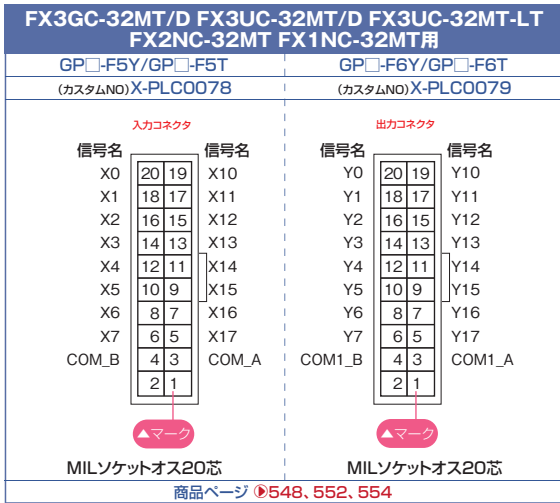 FX3GC-32MT/D FX3UC-32MT/D FX3UC-32MT-LT
FX2NC-32MT FX1NC-32MT用
GP□-F5Y/GP□-F5T
(カスタムNO)X-PLC0078
入力コネクタ
信号名 信号名
X0 20 19 X10
X1 18 17 X11
X2 16 15 X12
X3 14 13 X13
X4 12 11 X14
X5 10 9 X15
X6 8 7 X16
X7 6 5 X17
COM_B 4 3 COM_A
2 1
▲マーク
MILソケットオス20芯
GP□-F6Y/GP□-F6T
(カスタムNO)X-PLC0079
出力コネクタ
信号名 信号名
Y0 20 19 Y10
Y1 18 17 Y11
Y2 16 15 Y12
Y3 14 13 Y13
Y4 12 11 Y14
Y5 10 9 Y15
Y6 8 7 Y16
Y7 6 5 Y17
COM1_B 4 3 COM1_A
2 1
▲マーク
MILソケットオス20芯
商品ページ 548、552、554